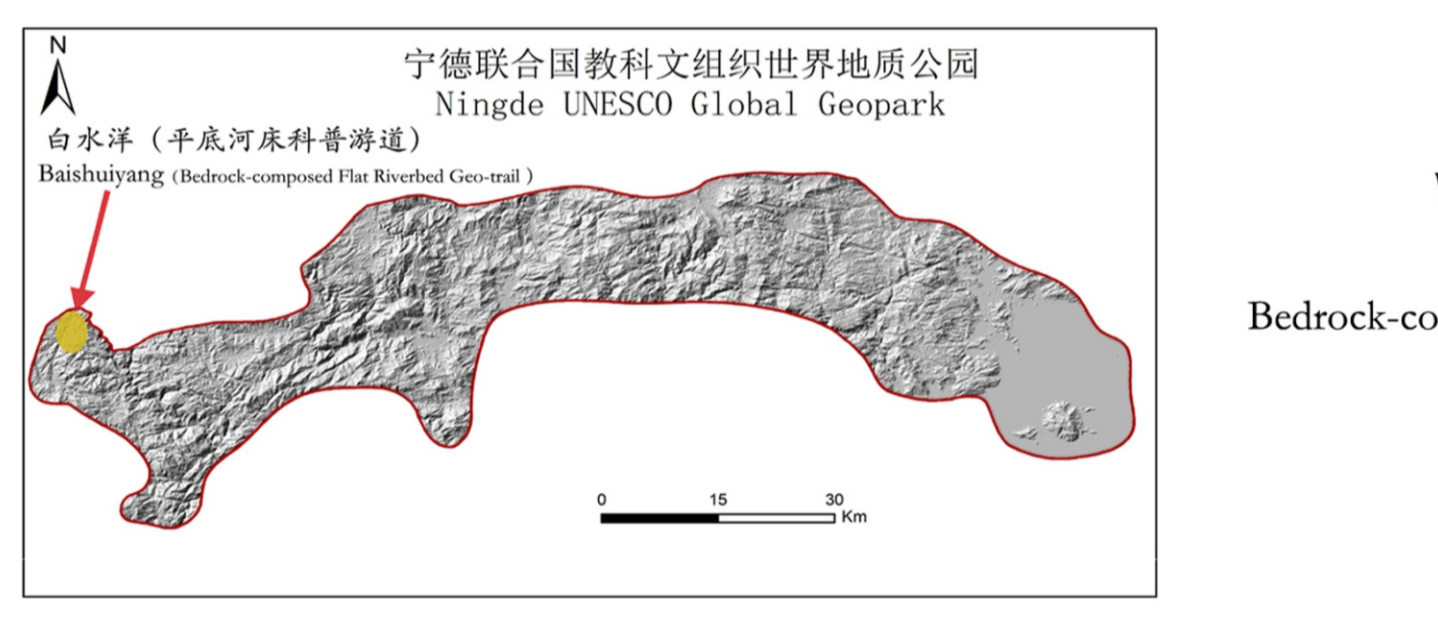 N
宁德联合国教科文组织世界地质公园
Ningde UNESCO Global Geopark
白水洋（平底河床科普游道）
Baishuiyang (Bedrock-composed Flat Riverbed Geo-trail )
0 15 30
Km
Bedrock-co